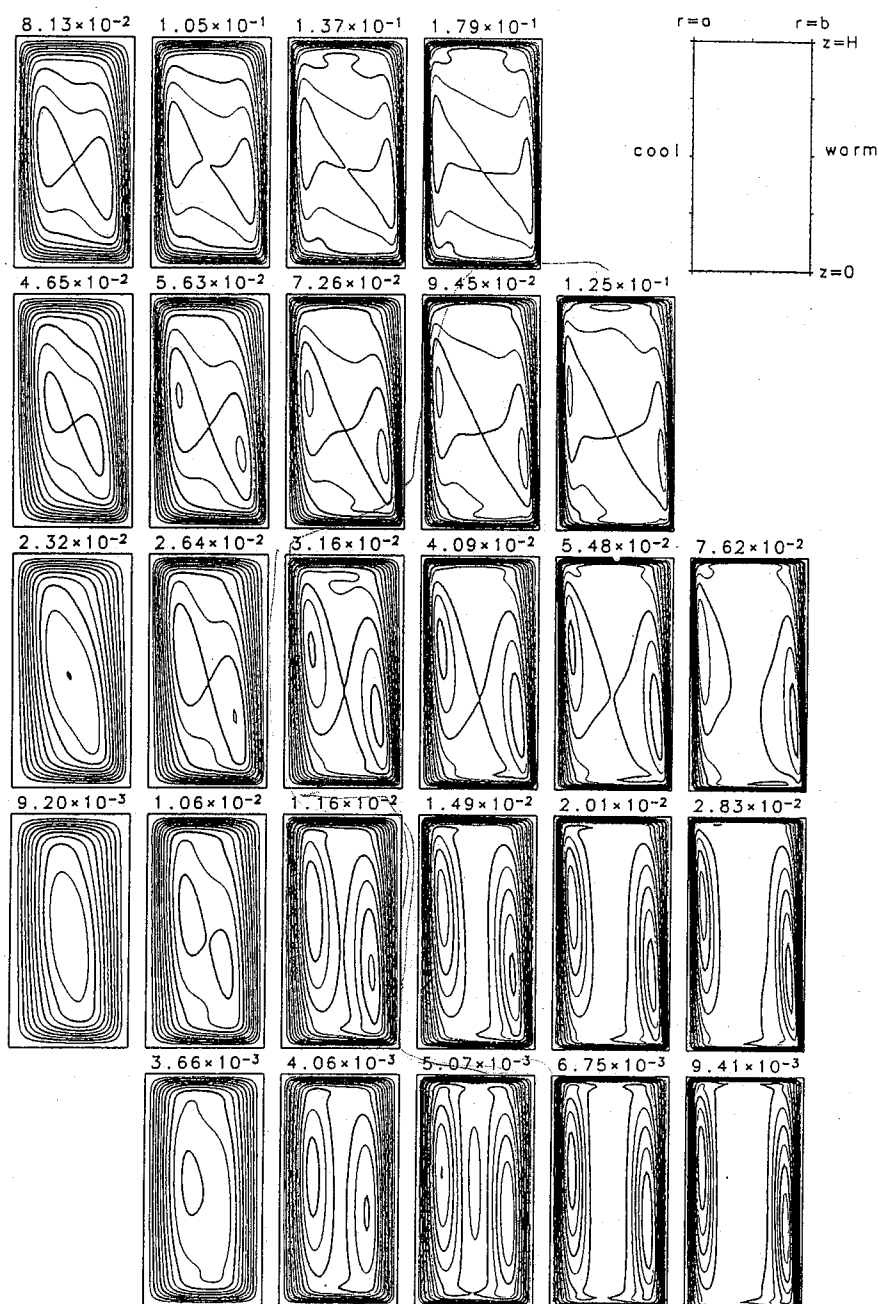 8.13×10⁻² 1.05×10⁻¹ 1.37×10⁻¹ 1.79×10⁻¹
r=a r=b
z=H
cool warm
z=0
4.65×10⁻² 5.63×10⁻² 7.26×10⁻² 9.45×10⁻² 1.25×10⁻¹
2.32×10⁻² 2.64×10⁻² 3.16×10⁻² 4.09×10⁻² 5.48×10⁻² 7.62×10⁻²
9.20×10⁻³ 1.06×10⁻² 1.16×10⁻² 1.49×10⁻² 2.01×10⁻² 2.83×10⁻²
3.66×10⁻³ 4.06×10⁻³ 5.07×10⁻³ 6.75×10⁻³ 9.41×10⁻³